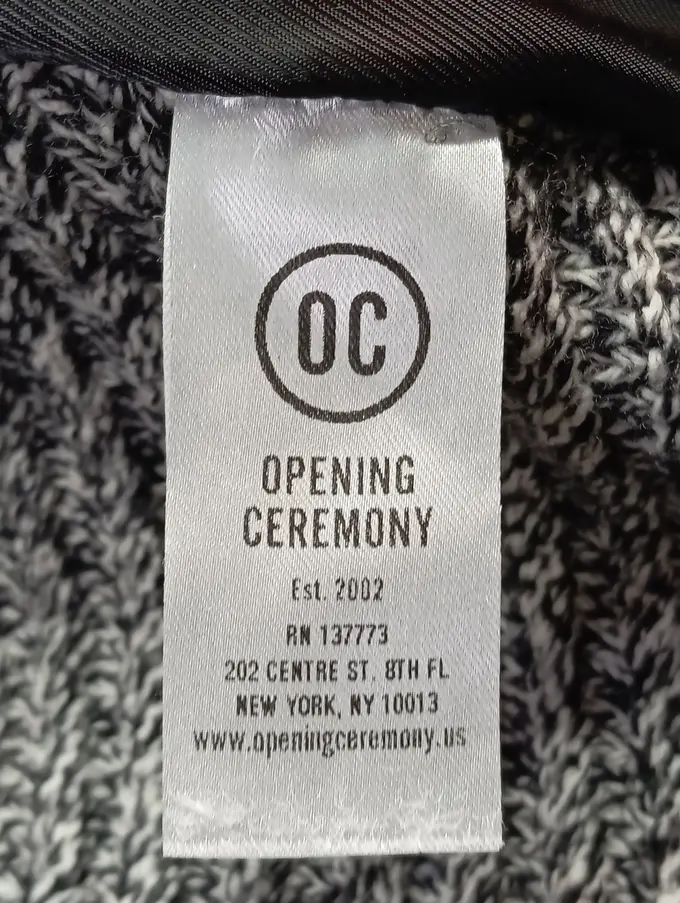 OC
OPENING
CEREMONY
Est. 2002
RN 137773
202 CENTRE ST. 8TH FL
NEW YORK, NY 10013
www.openingceremony.us